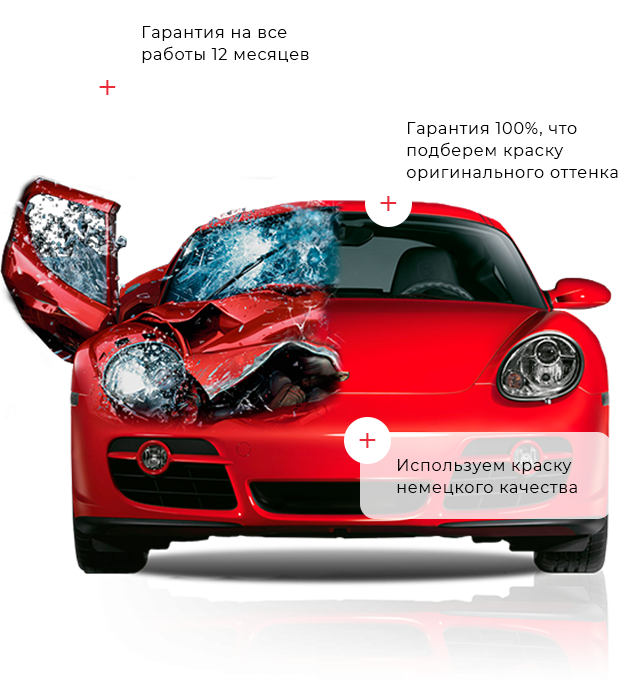 Гарантия на все
работы 12 месяцев
Гарантия 100%, что
подберем краску
оригинального оттенка
Используем краску
немецкого качества